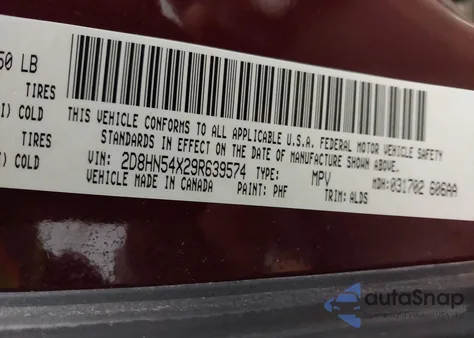 50 LB
TIRES
I) COLD
TIRES
) COLD
THIS VEHICLE CONFORMS TO ALL APPLICABLE U.S.A. FEDERAL MOTOR VEHICLE SAFETY
STANDARDS IN EFFECT ON THE DATE OF MANUFACTURE SHOWN ABOVE.
VIN: 2D8HN54X29R639574 TYPE: MPV MDH: 031702 606AA
VEHICLE MADE IN CANADA PAINT: PHF TRIM: ALDS
autoSnap